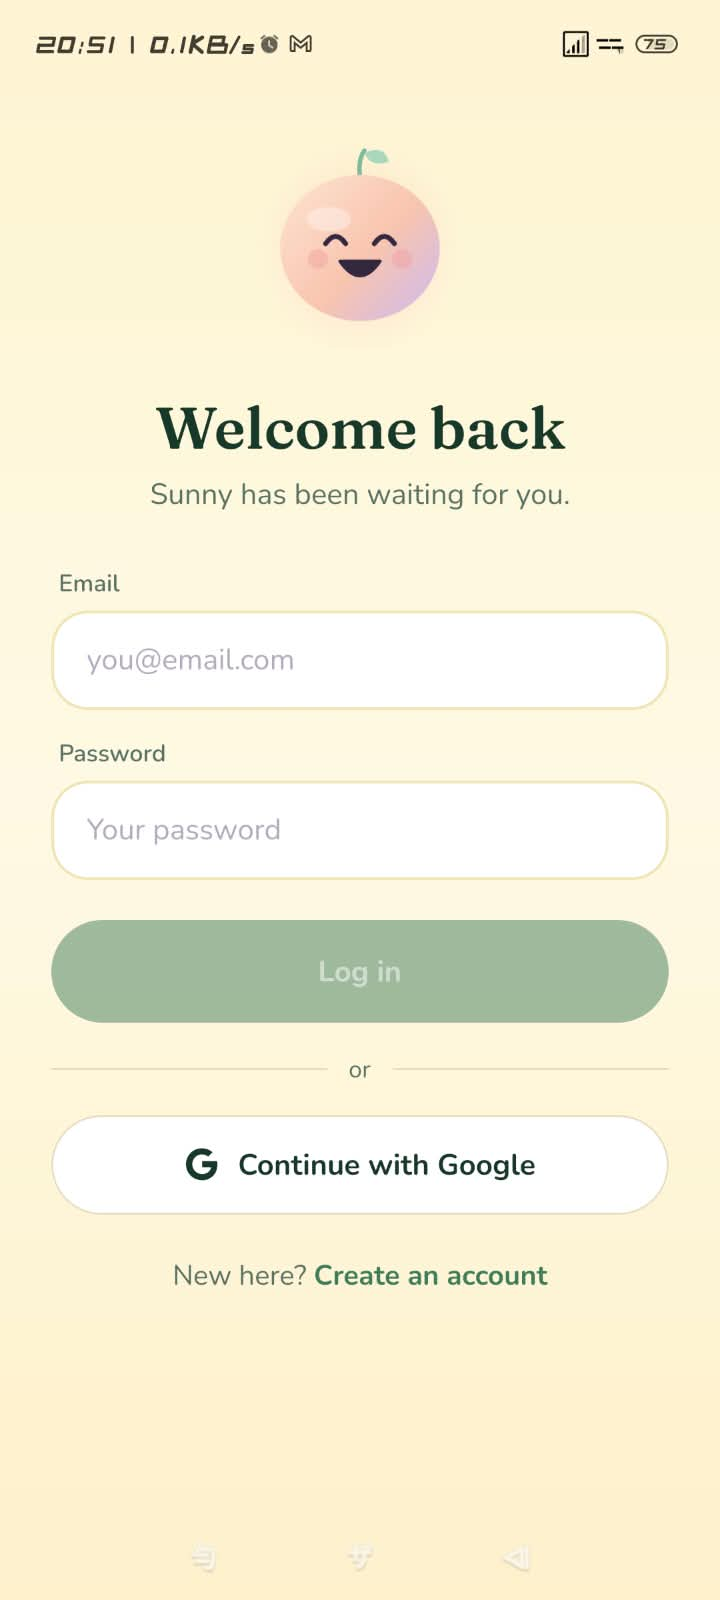 20:51 | 0.1KB/s
75
Welcome back
Sunny has been waiting for you.
Email
you@email.com
Password
Your password
Log in
or
Continue with Google
New here? Create an account